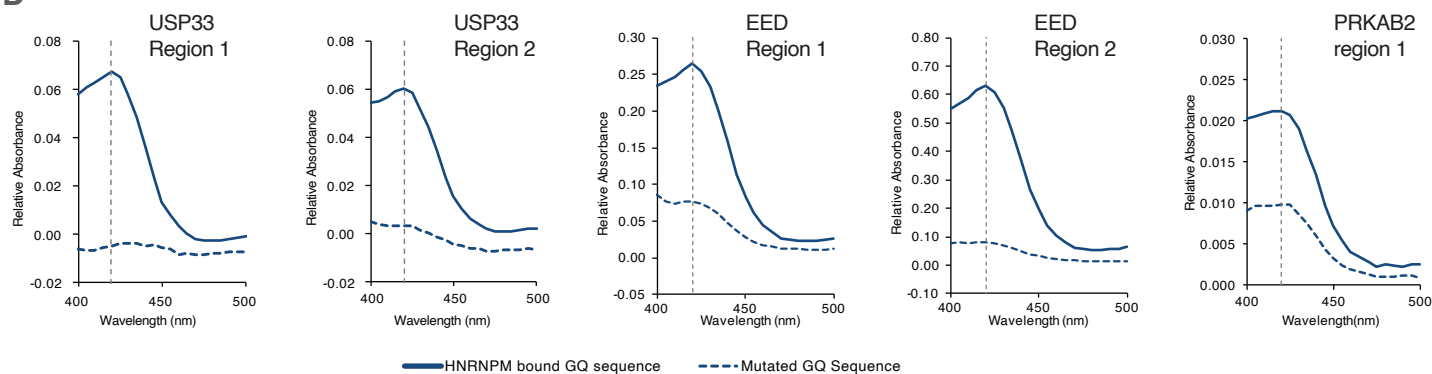 USP33
Region 1
0.08
0.06
0.04
0.02
0.00
-0.02
400
450
500
Relative Absorbance
Wavelength (nm)
USP33
Region 2
0.08
0.06
0.04
0.02
0.00
-0.02
400
450
500
Relative Absorbance
Wavelength (nm)
EED
Region 1
0.30
0.25
0.20
0.15
0.10
0.05
0.00
-0.05
400
450
500
Relative Absorbance
Wavelength (nm)
EED
Region 2
0.80
0.70
0.60
0.50
0.40
0.30
0.20
0.10
0.00
-0.10
400
450
500
Relative Absorbance
Wavelength (nm)
PRKAB2
region 1
0.030
0.025
0.020
0.015
0.010
0.005
0.000
400
450
500
Relative Absorbance
Wavelength(nm)
HNRNPM bound GQ sequence
Mutated GQ Sequence